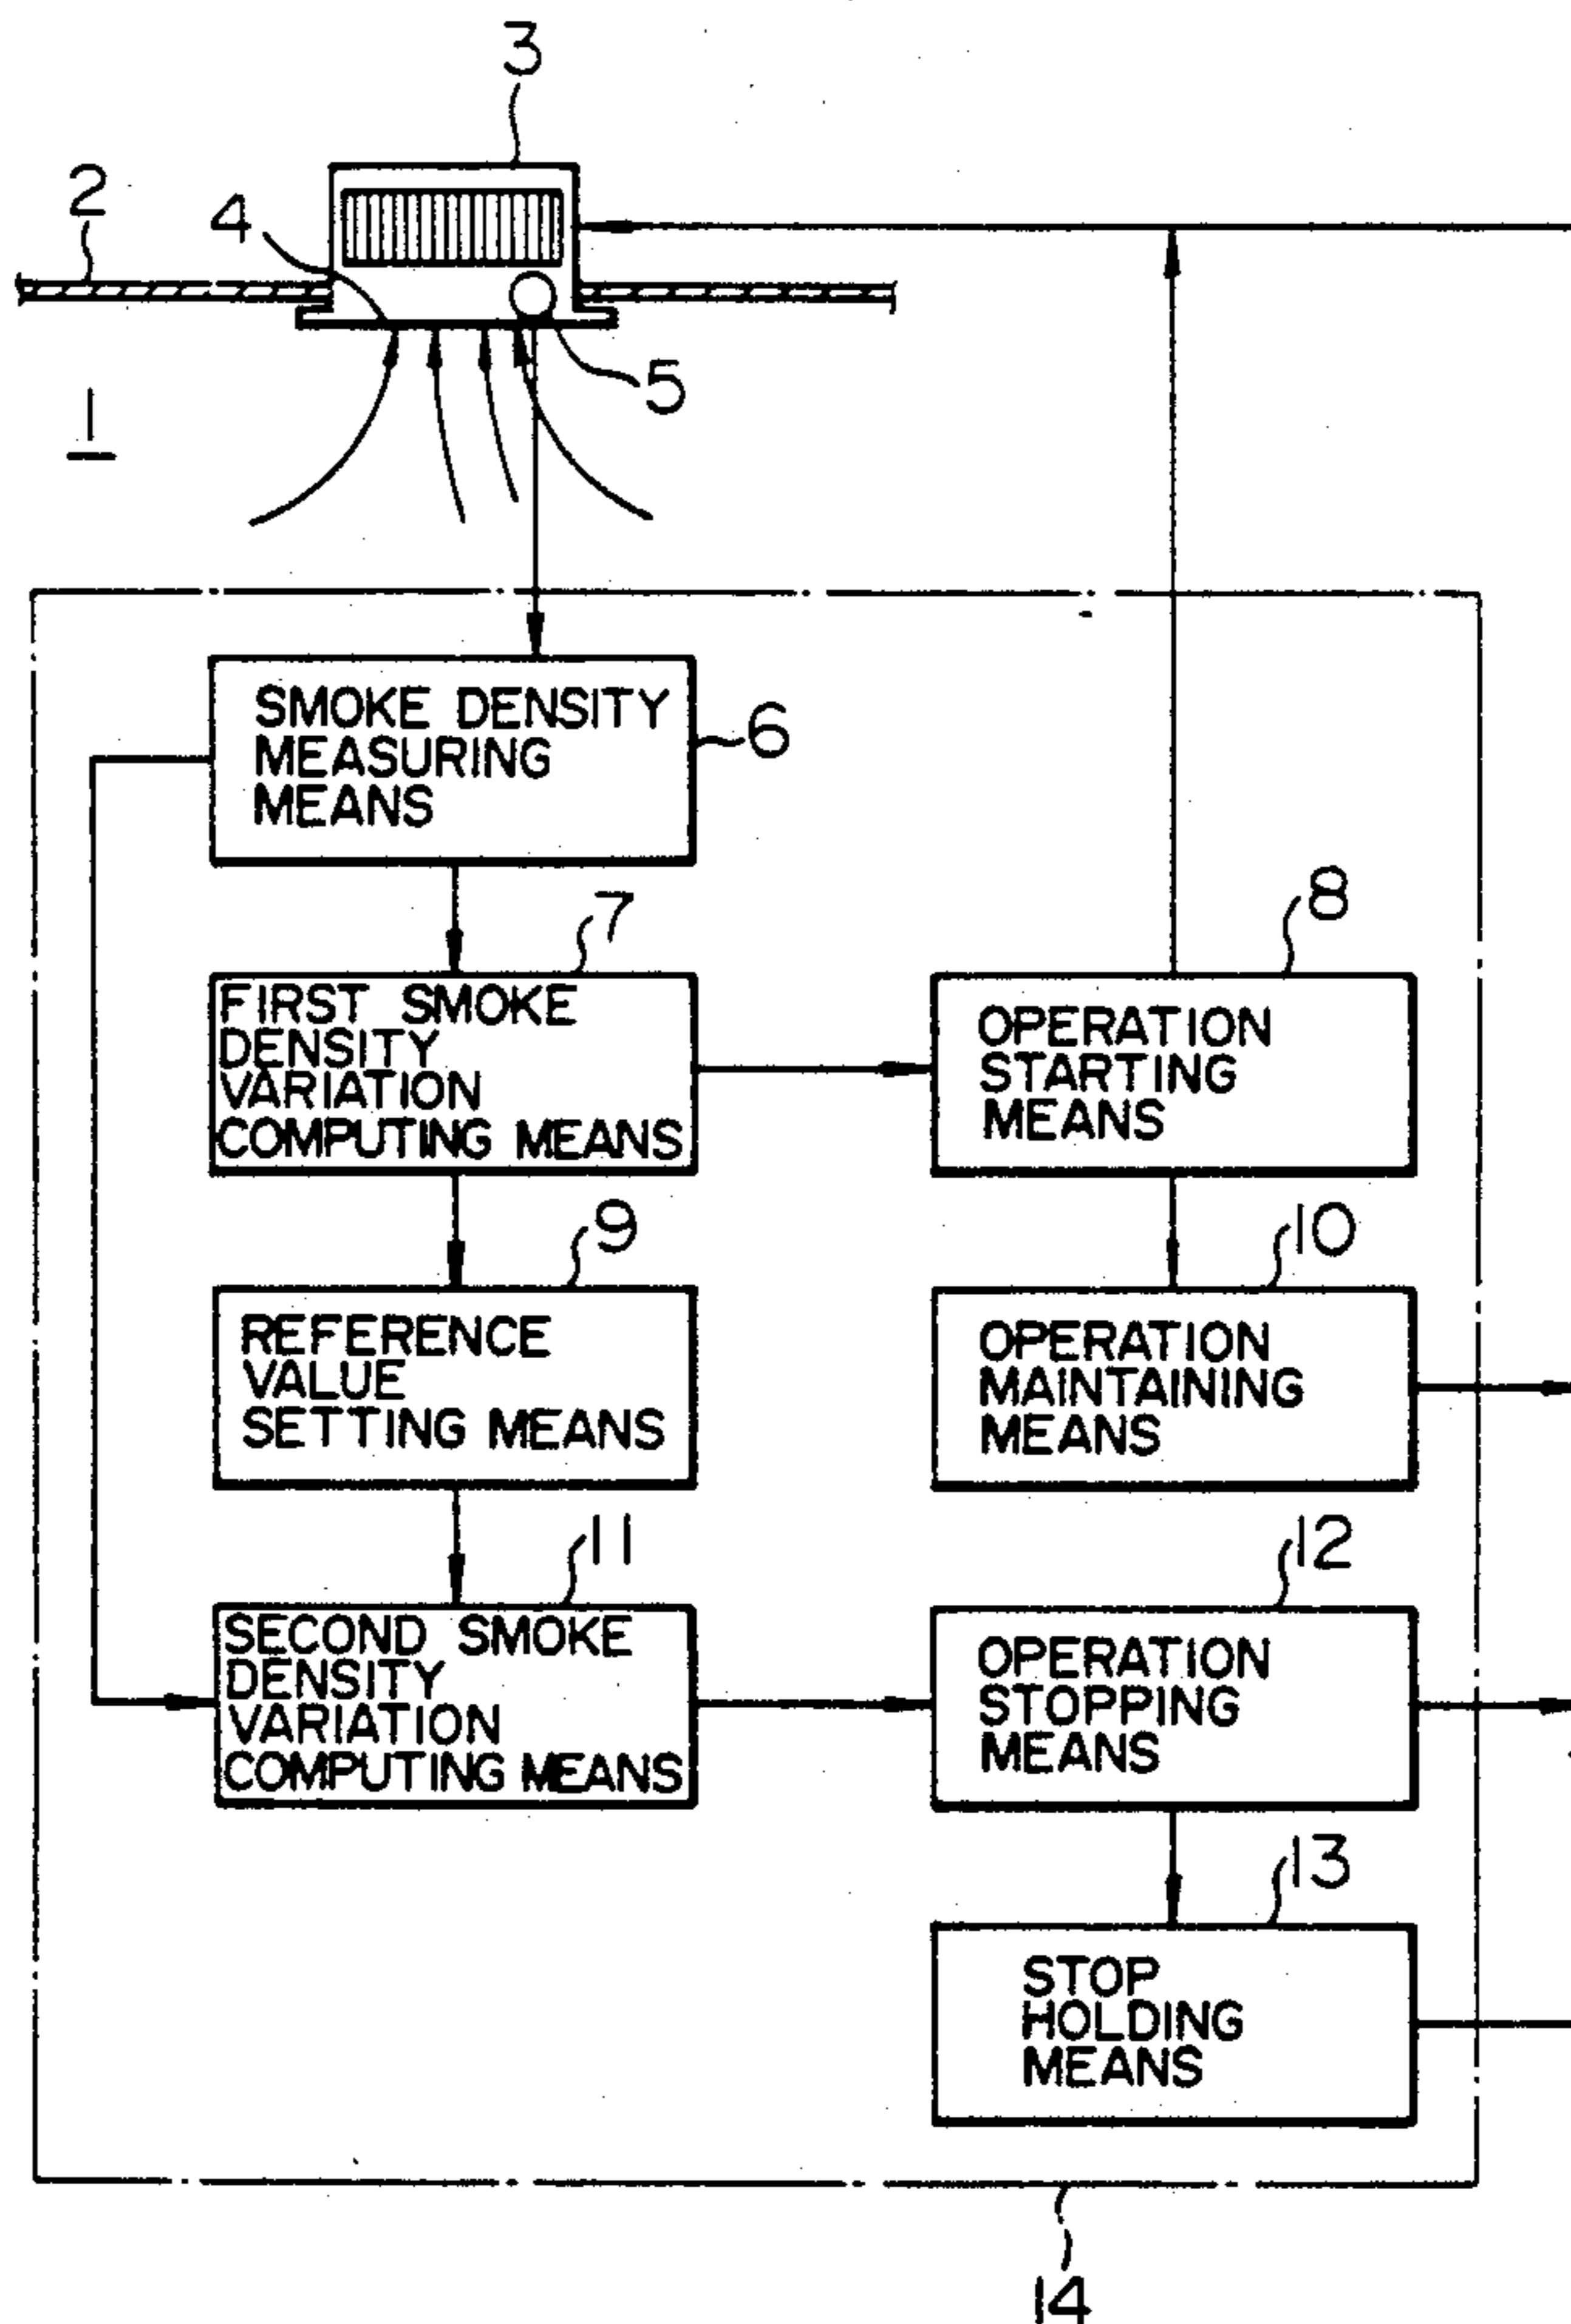 3
2
4
5
1
SMOKE DENSITY
MEASURING
MEANS
6
7
8
FIRST SMOKE
DENSITY
VARIATION
COMPUTING MEANS
OPERATION
STARTING
MEANS
9
10
REFERENCE
VALUE
SETTING MEANS
OPERATION
MAINTAINING
MEANS
11
12
SECOND SMOKE
DENSITY
VARIATION
COMPUTING MEANS
OPERATION
STOPPING
MEANS
13
STOP
HOLDING
MEANS
14